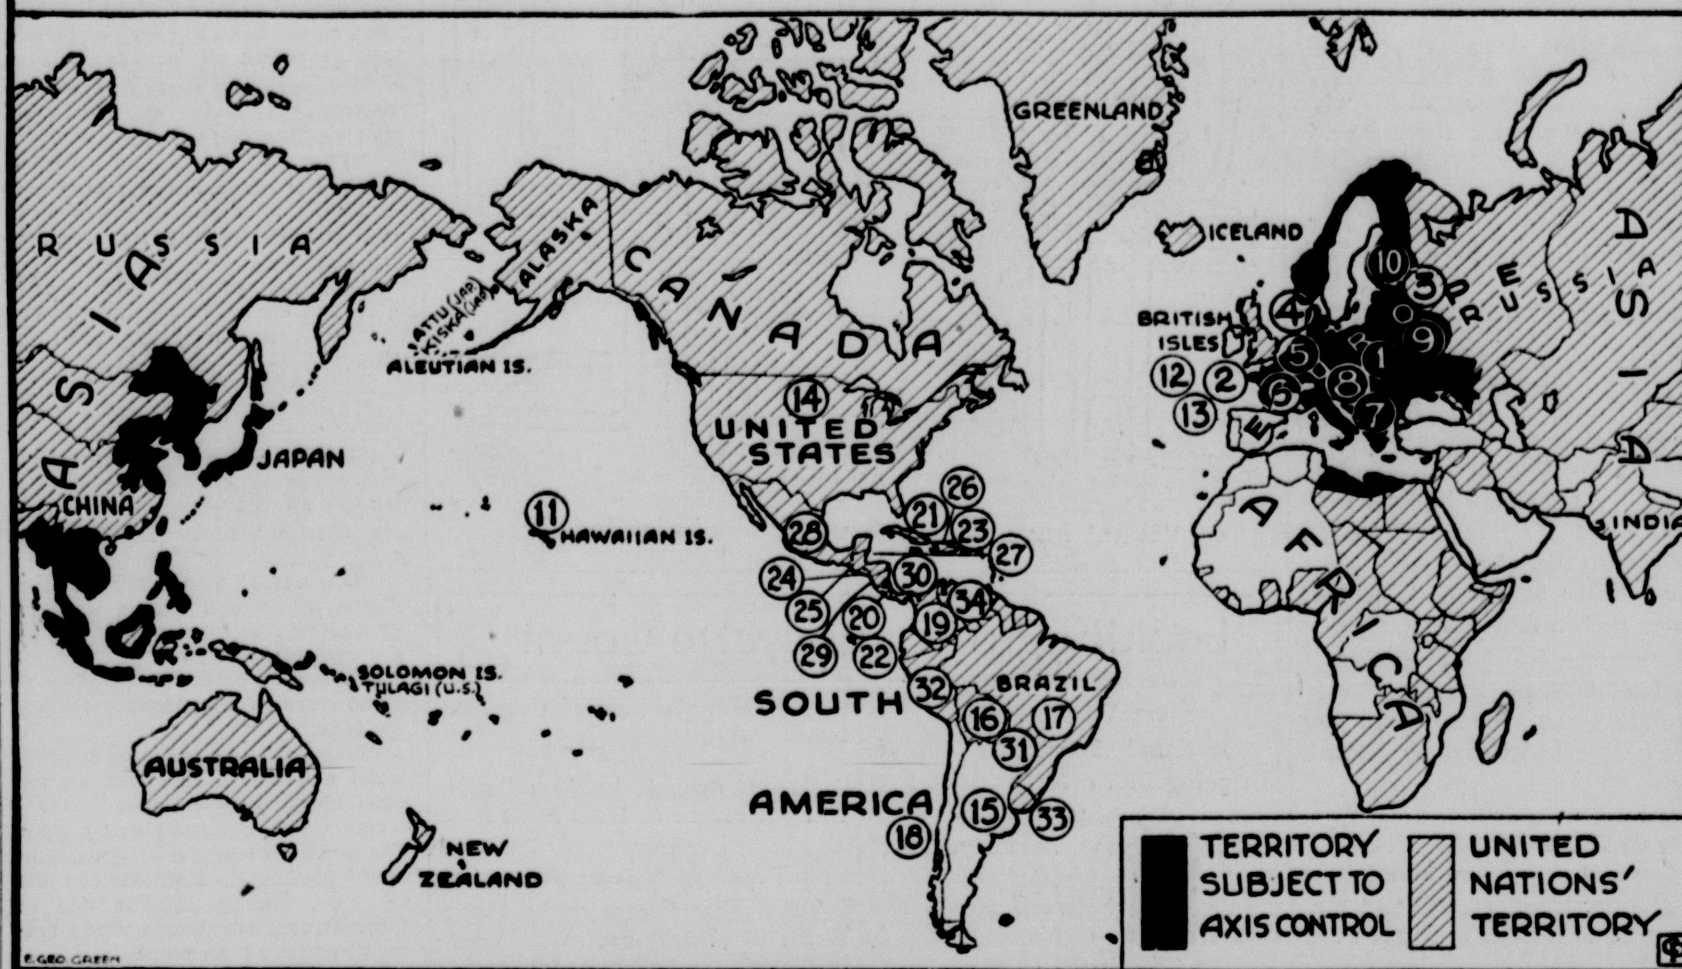 GREENLAND
RUSSIA
ASIA
ALASKA
CANADA
ICELAND
ATTU (JAP)
KISKA (JAP)
ALEUTIAN IS.
BRITISH
ISLES
EUROPE
RUSSIA
ASIA
10
3
4
9
5
1
12
2
8
6
13
7
14
UNITED
STATES
JAPAN
CHINA
11
HAWAIIAN IS.
INDIA
AFRICA
26
21
23
28
27
24
30
25
34
20
19
29
22
SOLOMON IS.
TULAGI (U.S.)
32
BRAZIL
SOUTH
16
17
31
AUSTRALIA
AMERICA
15
33
18
NEW
ZEALAND
TERRITORY
SUBJECT TO
AXIS CONTROL
UNITED
NATIONS'
TERRITORY
E. GEO. GREEN